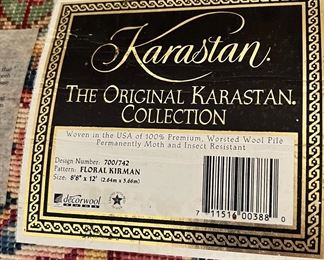 Karastan.
THE ORIGINAL KARASTAN.
COLLECTION
Woven in the USA of 100% Premium, Worsted Wool Pile
Permanently Moth and Insect Resistant
Design Number: 700/742
Pattern: FLORAL KIRMAN
Size: 8'6" x 12' (2.64m x 3.66m)
decorwool
7 11516 00388 0